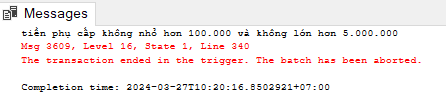 Messages
tiền phụ cấp không nhỏ hơn 100.000 và không lớn hơn 5.000.000
Msg 3609, Level 16, State 1, Line 340
The transaction ended in the trigger. The batch has been aborted.
Completion time: 2024-03-27T10:20:16.8502921+07:00